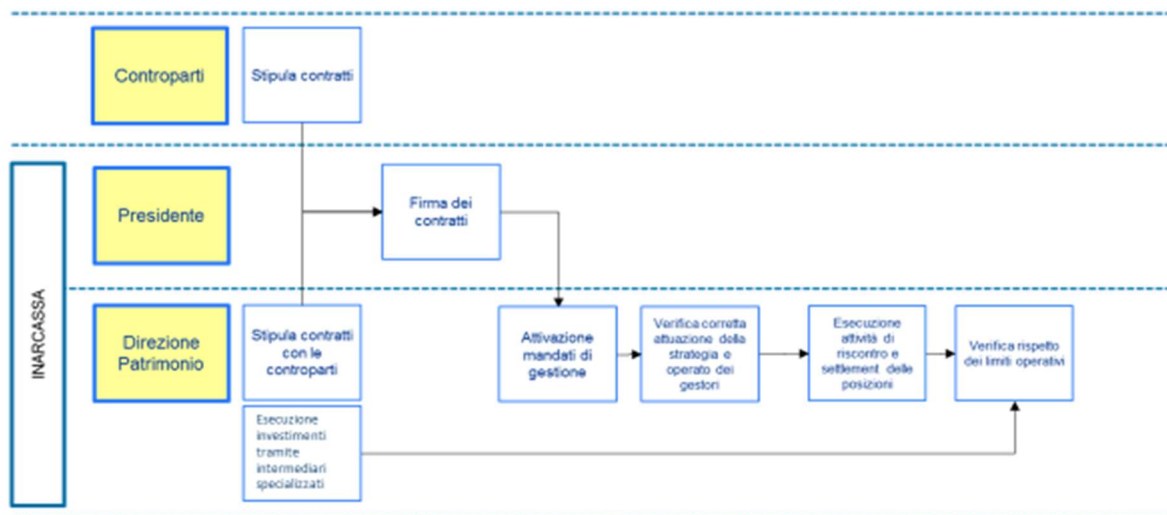 Controparti
Stipula contratti
INARCASSA
Presidente
Firma dei
contratti
Direzione
Patrimonio
Stipula contratti
con le
controparti
Attivazione
mandati di
gestione
Verifica corretta
attuazione della
strategia e
operato dei
gestori
Esecuzione
attività di
riscontro e
settlement delle
posizioni
Verifica rispetto
dei limiti operativi
Esecuzione
investimenti
tramite
intermediari
specializzati